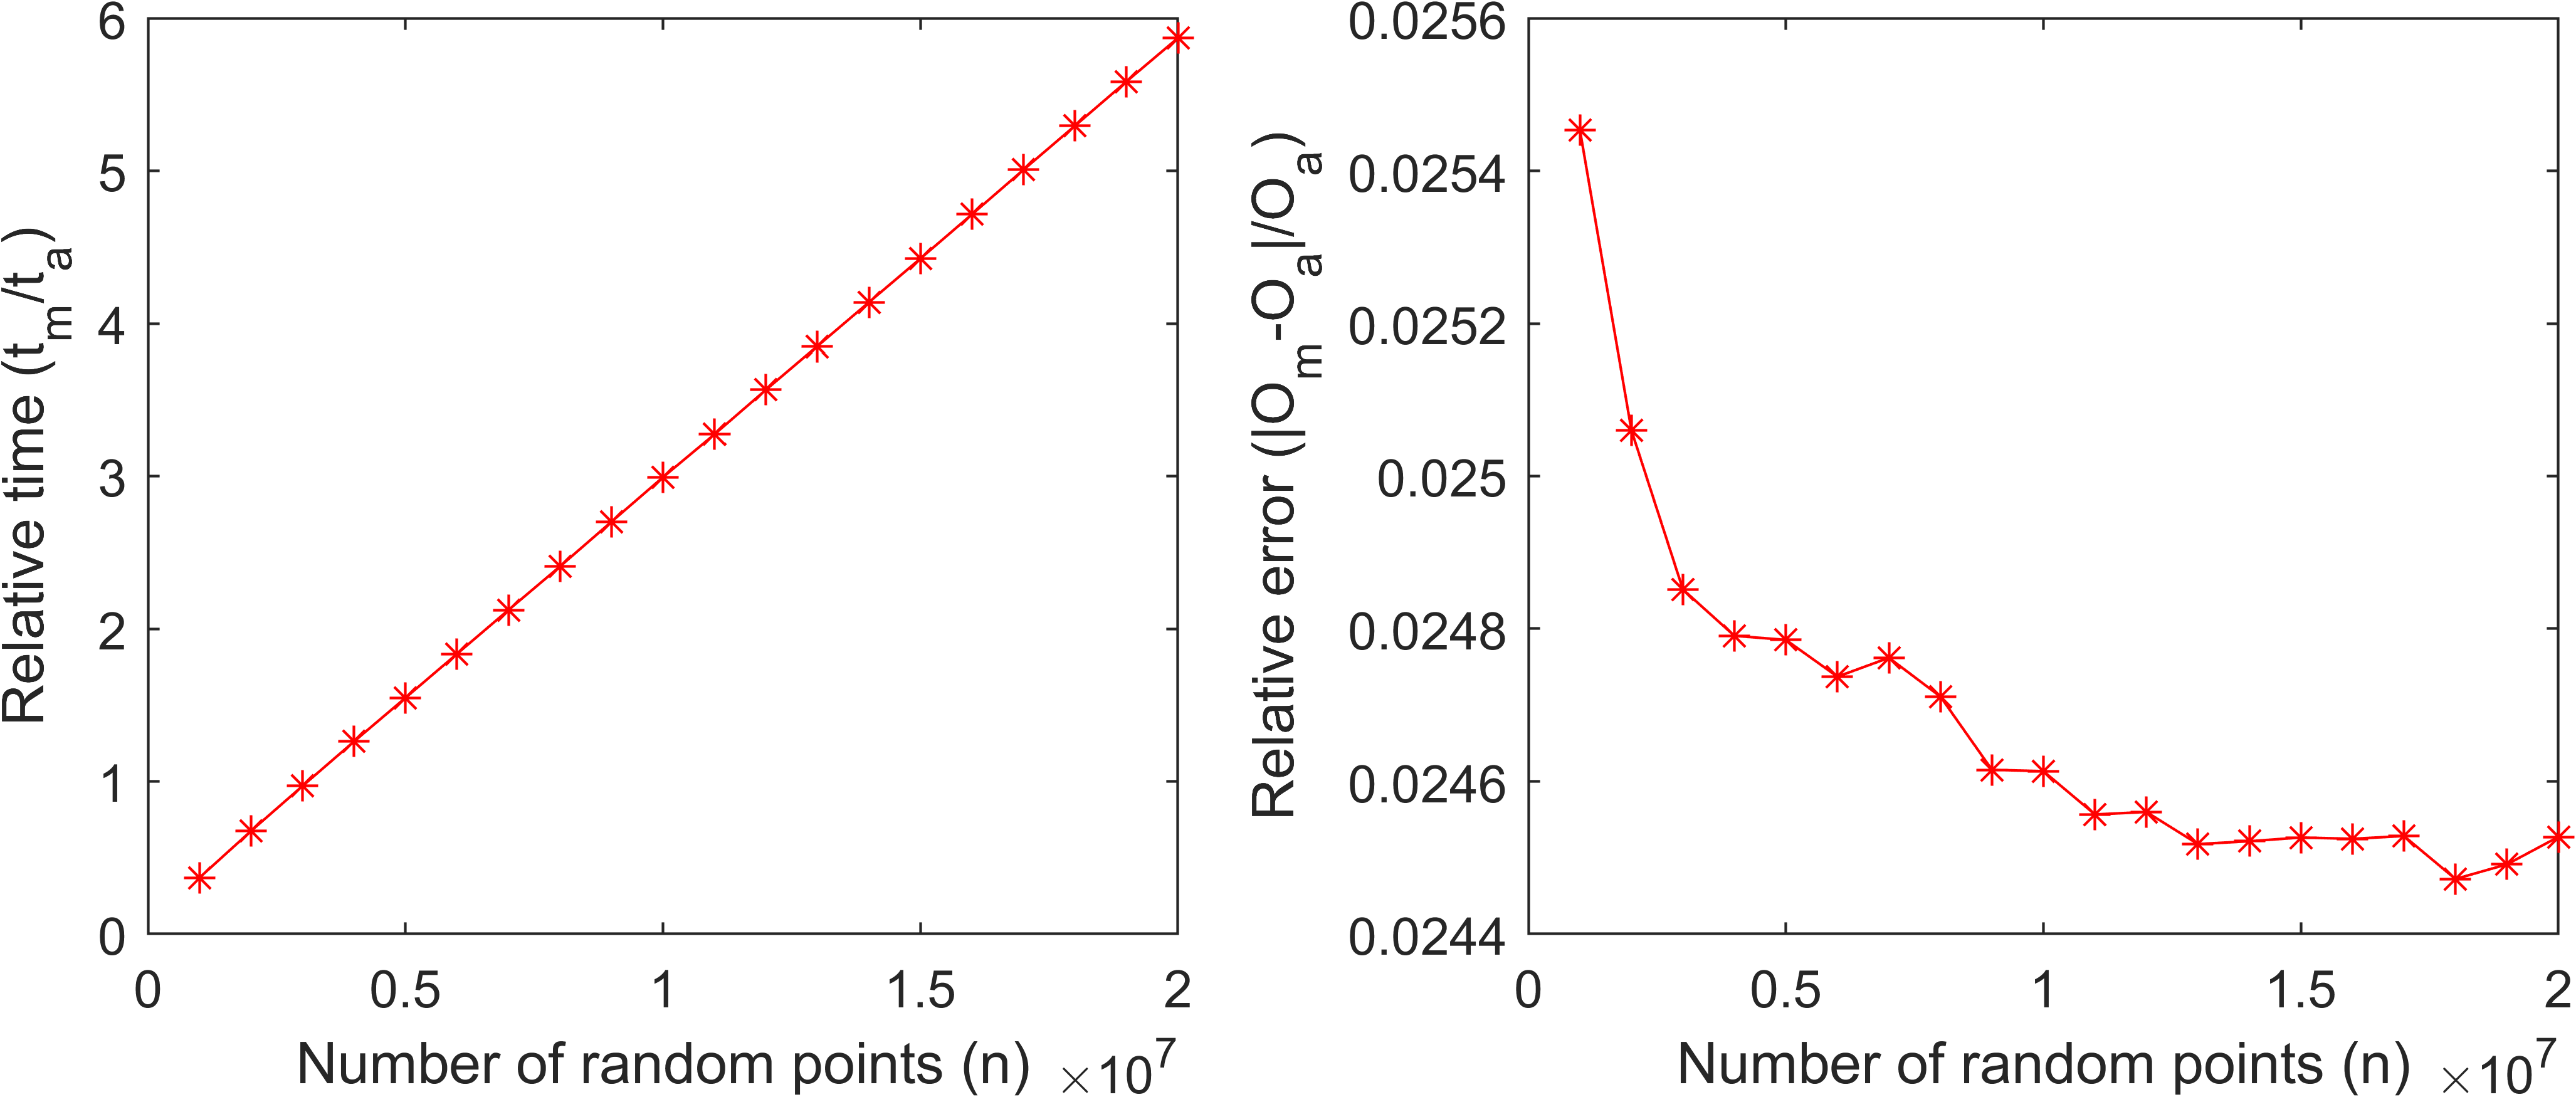 6
5
4
3
2
1
0
0 0.5 1 1.5 2
Number of random points (n) ×10^7
Relative time (t_m/t_a)
0.0256
0.0254
0.0252
0.025
0.0248
0.0246
0.0244
0 0.5 1 1.5 2
Number of random points (n) ×10^7
Relative error (|O_m-O_a|/O_a)